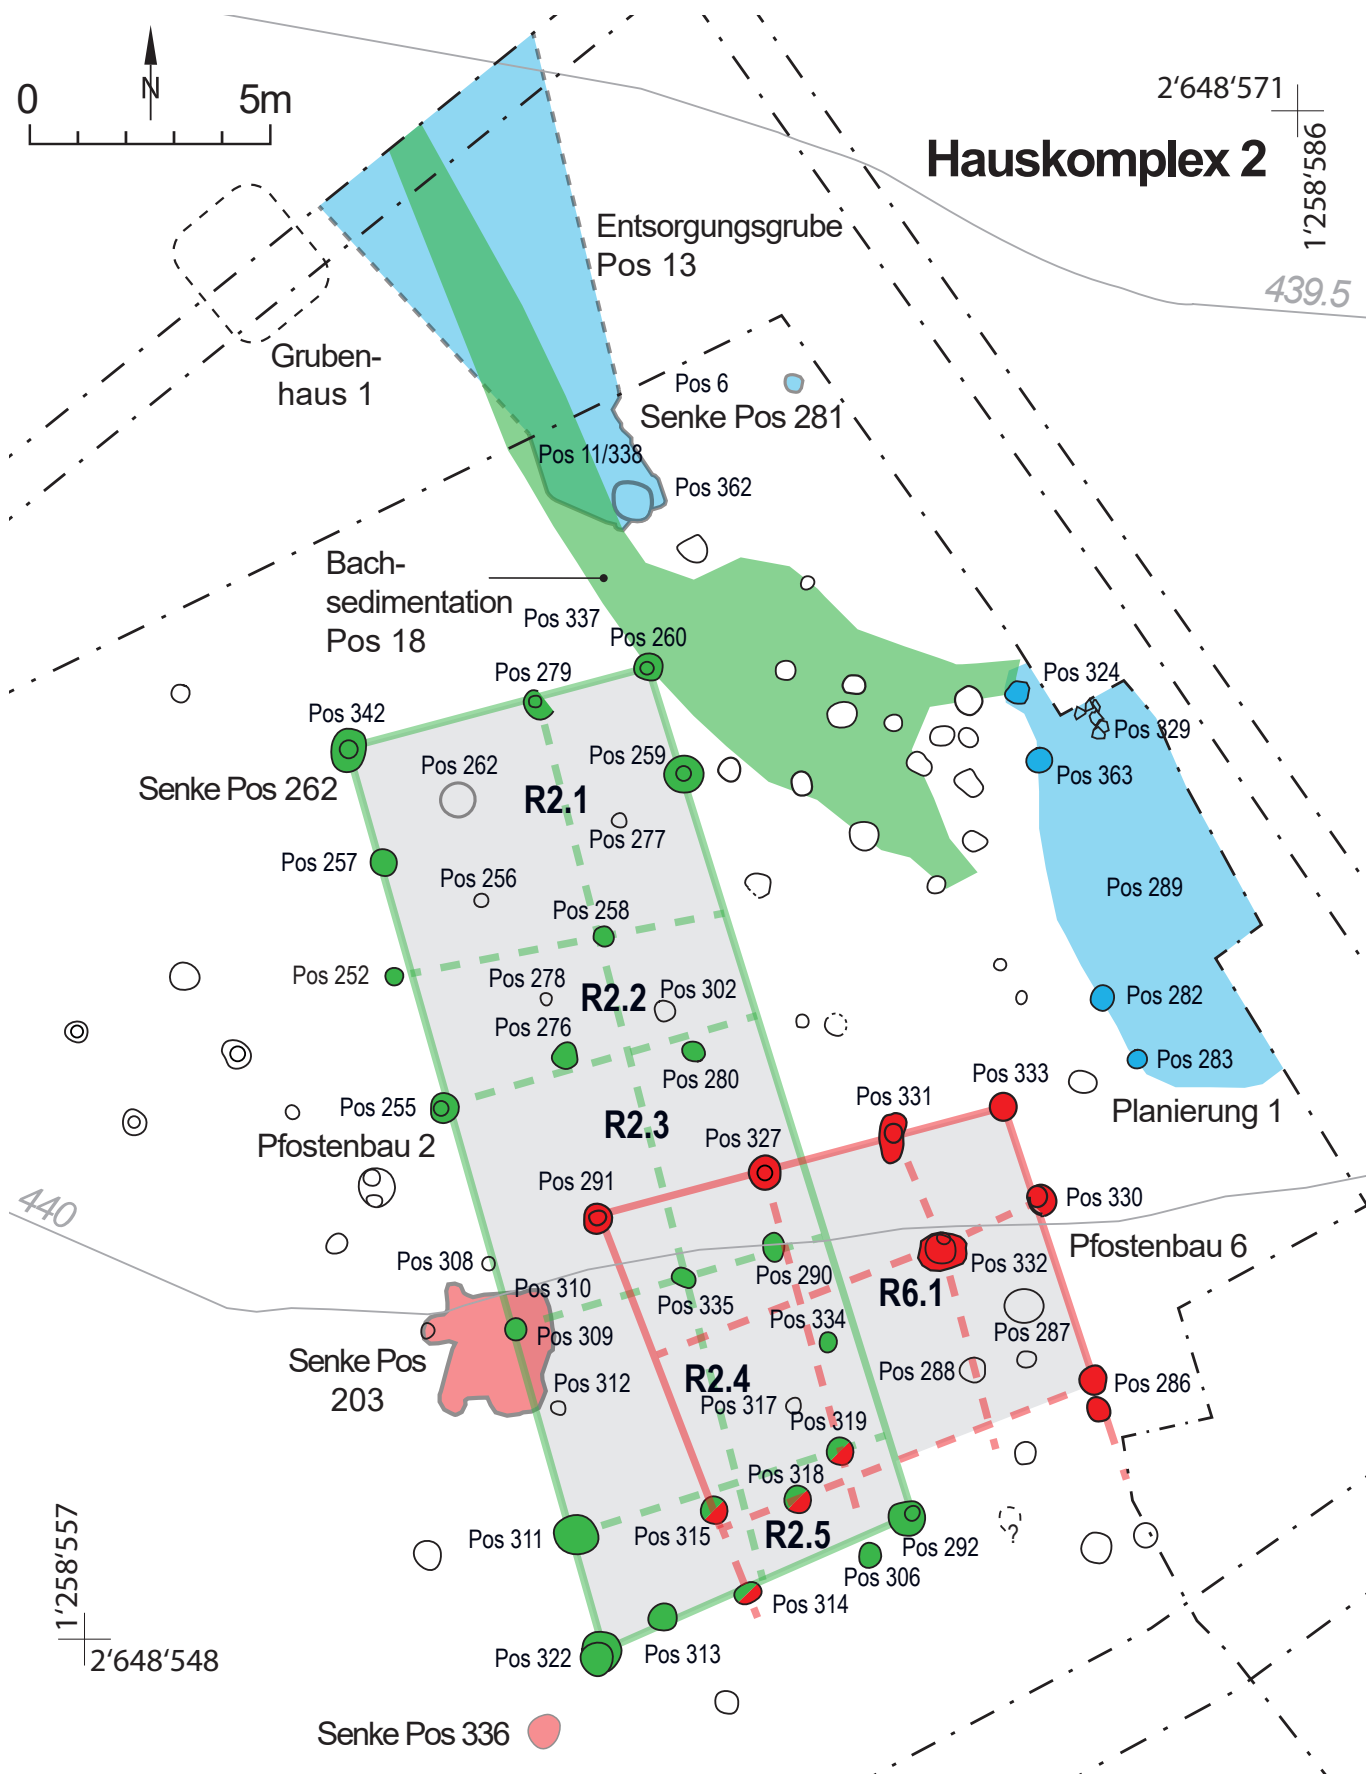 2‘648‘571
1‘258‘586
N
0 5m
Hauskomplex 2
Entsorgungsgrube
Pos 13
439.5
Gruben-
haus 1
Pos 6
Senke Pos 281
Pos 11/338
Pos 362
Bach-
sedimentation
Pos 18
Pos 337
Pos 260
Pos 279
Pos 324
Pos 342
Pos 329
Pos 259
Pos 262
Pos 363
Senke Pos 262
R2.1
Pos 277
Pos 257
Pos 256
Pos 289
Pos 258
Pos 252
Pos 278
R2.2
Pos 302
Pos 282
Pos 276
Pos 280
Pos 283
Pos 333
Pos 331
Pos 255
Planierung 1
R2.3
Pos 327
Pfostenbau 2
Pos 291
440
Pos 330
Pfostenbau 6
Pos 308
Pos 332
Pos 290
Pos 310
R6.1
Pos 335
Pos 334
Pos 309
Pos 287
Senke Pos
203
Pos 288
R2.4
Pos 312
Pos 286
Pos 317
Pos 319
Pos 318
Pos 311
Pos 315
R2.5
?
Pos 292
Pos 306
Pos 314
1‘258‘557
2‘648‘548
Pos 322
Pos 313
Senke Pos 336